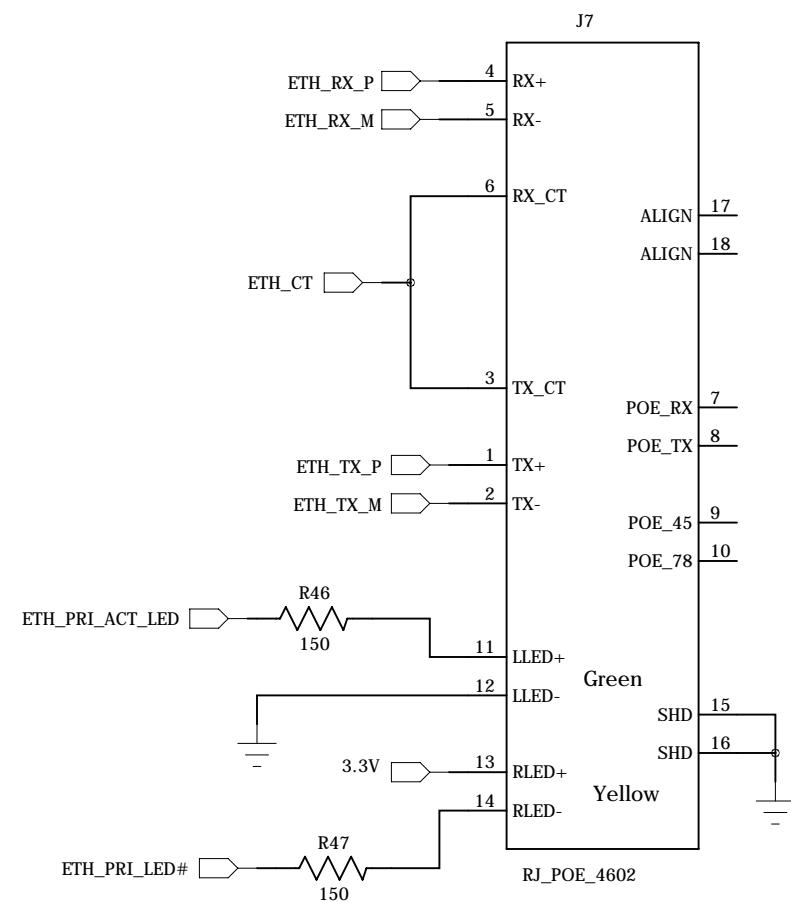 J7
ETH_RX_P 4 RX+
ETH_RX_M 5 RX-
6 RX_CT
ALIGN 17
ALIGN 18
ETH_CT
3 TX_CT
POE_RX 7
POE_TX 8
ETH_TX_P 1 TX+
ETH_TX_M 2 TX-
POE_45 9
POE_78 10
R46
ETH_PRI_ACT_LED
150
11 LLED+
Green
12 LLED-
SHD 15
SHD 16
3.3V 13 RLED+
Yellow
14 RLED-
R47
ETH_PRI_LED#
150
RJ_POE_4602